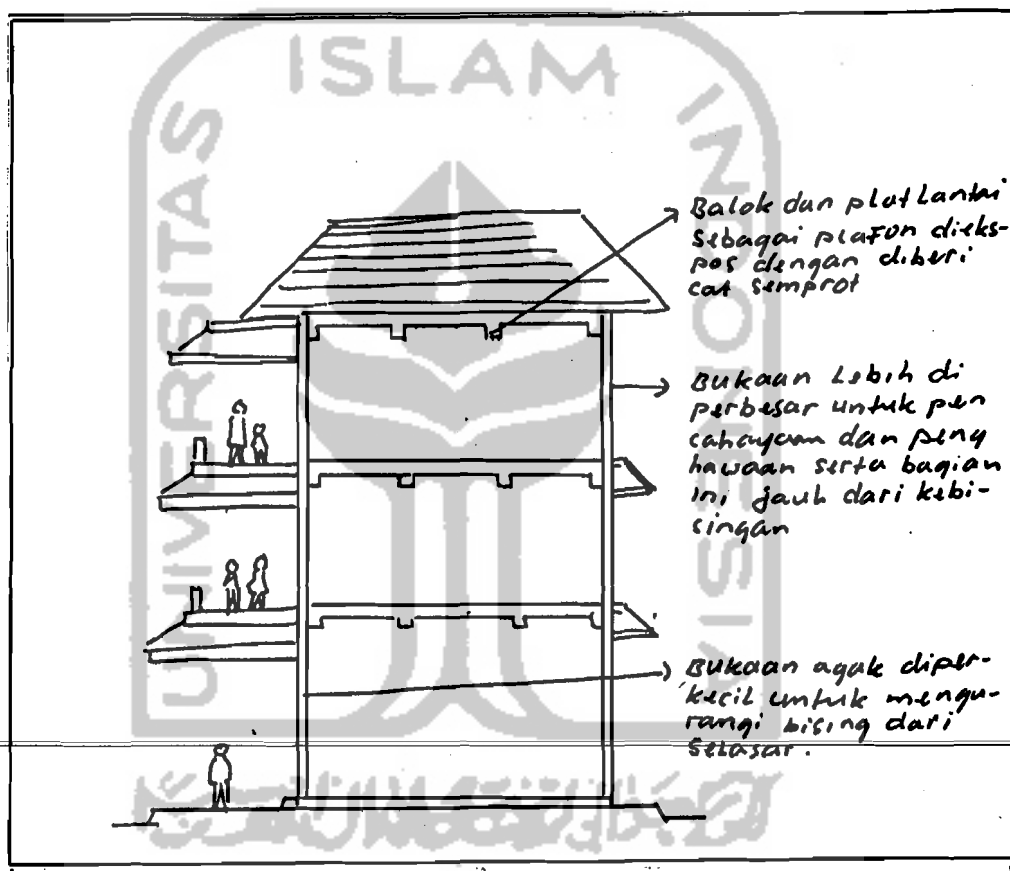 ISLAM
UNIVERSITAS
INDONESIA
Balok dan plat Lantai
Sebagai plafon dieks-
pos dengan diberi
cat semprot
Bukaan Lebih di
perbesar untuk pen
cahayaan dan peng
hawaan serta bagian
ini jauh dari kebi-
singan
Bukaan agak diper-
kecil untuk mengu-
rangi bising dari
Selasar.